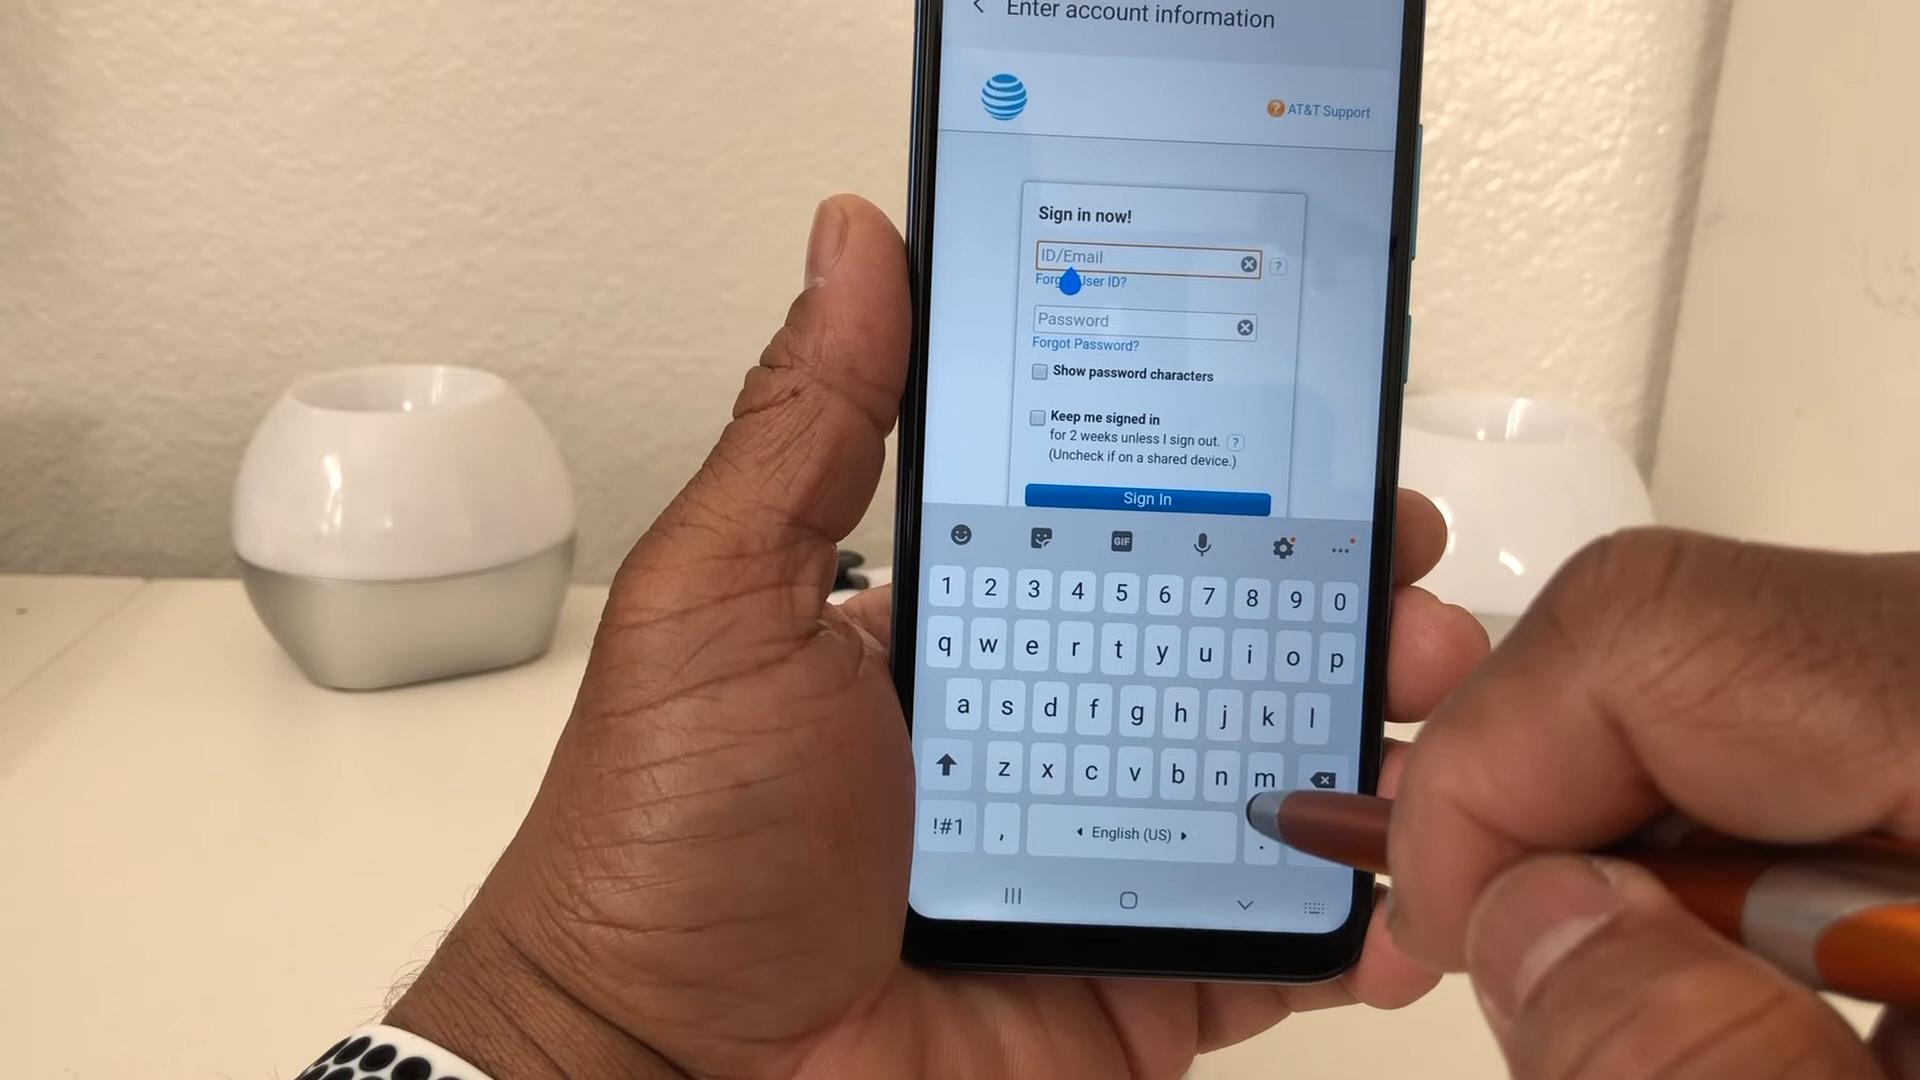 Enter account information
? AT&T Support
Sign in now!
ID/Email
?
Forg User ID?
Password
Forgot Password?
Show password characters
Keep me signed in
for 2 weeks unless I sign out. ?
(Uncheck if on a shared device.)
Sign In
GIF
1 2 3 4 5 6 7 8 9 0
q w e r t y u i o p
a s d f g h j k l
z x c v b n m
!#1 , English (US) .